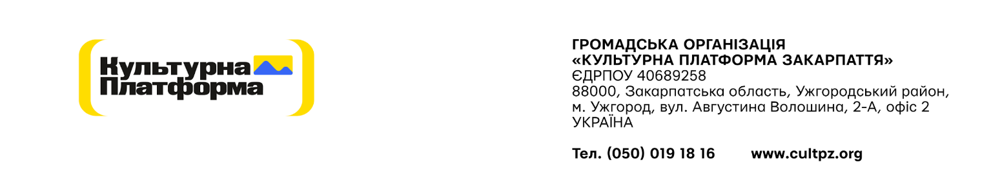 Культурна
Платформа
ГРОМАДСЬКА ОРГАНІЗАЦІЯ
«КУЛЬТУРНА ПЛАТФОРМА ЗАКАРПАТТЯ»
ЄДРПОУ 40689258
88000, Закарпатська область, Ужгородський район,
м. Ужгород, вул. Августина Волошина, 2-А, офіс 2
УКРАЇНА
Тел. (050) 019 18 16 www.cultpz.org